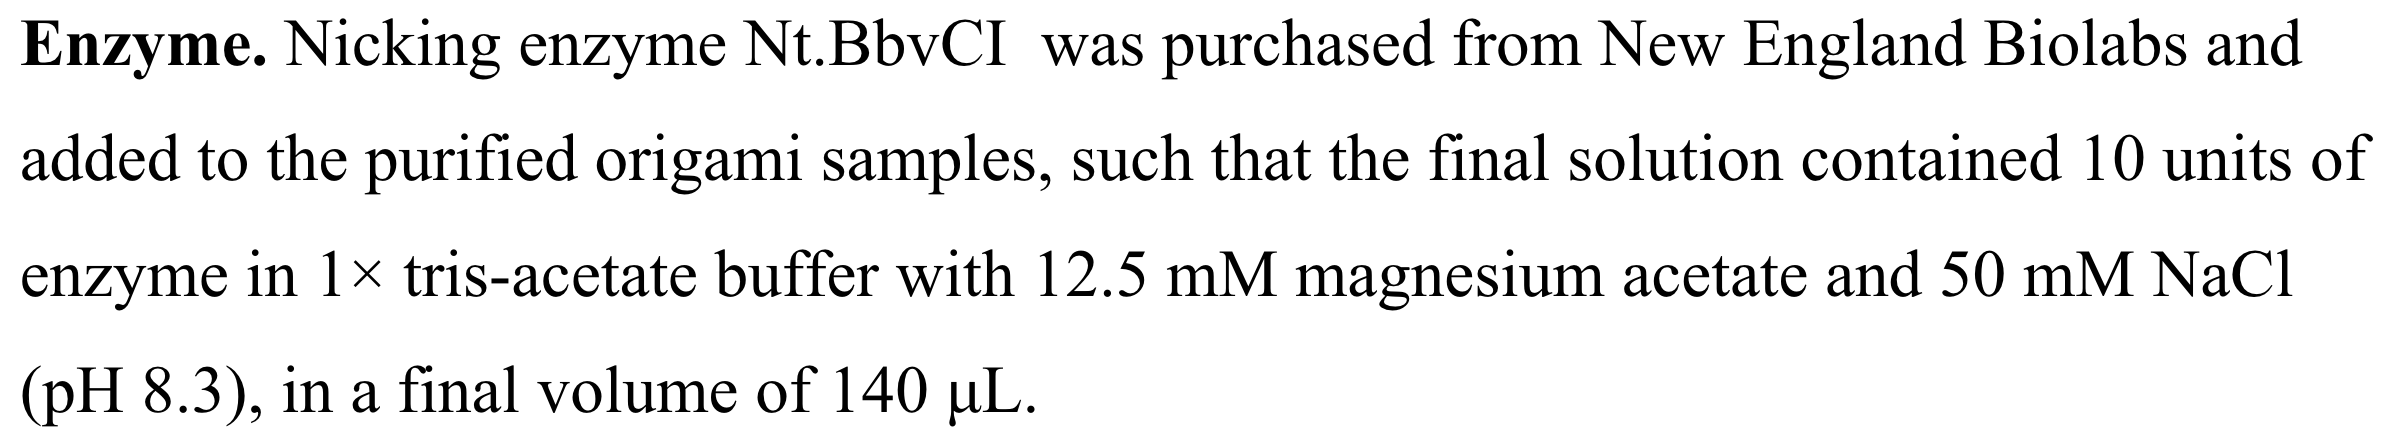 Enzyme. Nicking enzyme Nt.BbvCI  was purchased from New England Biolabs and
added to the purified origami samples, such that the final solution contained 10 units of
enzyme in 1× tris-acetate buffer with 12.5 mM magnesium acetate and 50 mM NaCl
(pH 8.3), in a final volume of 140 μL.